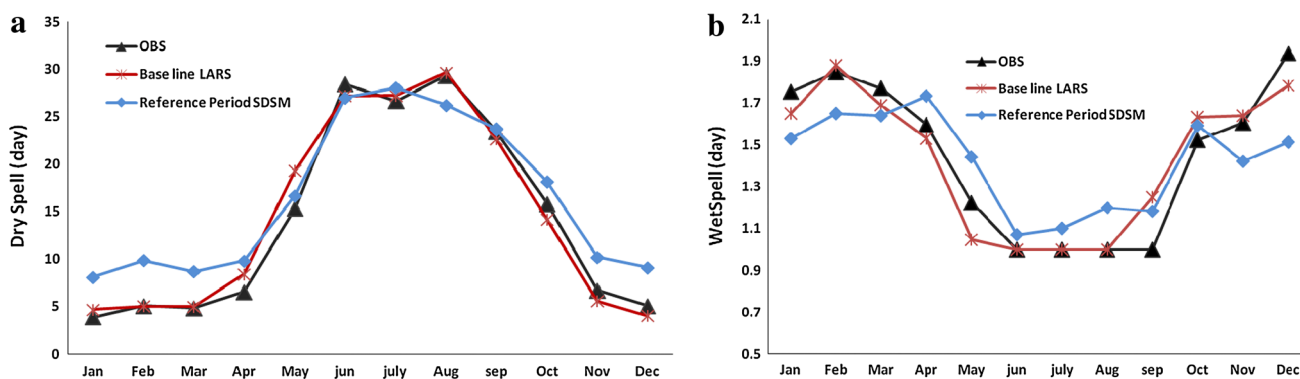 a
Dry Spell (day)
35
30
25
20
15
10
5
0
OBS
Base line LARS
Reference Period SDSM
Jan Feb Mar Apr May jun july Aug sep Oct Nov Dec
b
WetSpell (day)
2.1
1.9
1.7
1.5
1.3
1.1
0.9
0.7
0.5
OBS
Base line LARS
Reference Period SDSM
Jan Feb Mar Apr May Jun Jul Aug Sep Oct Nov Dec